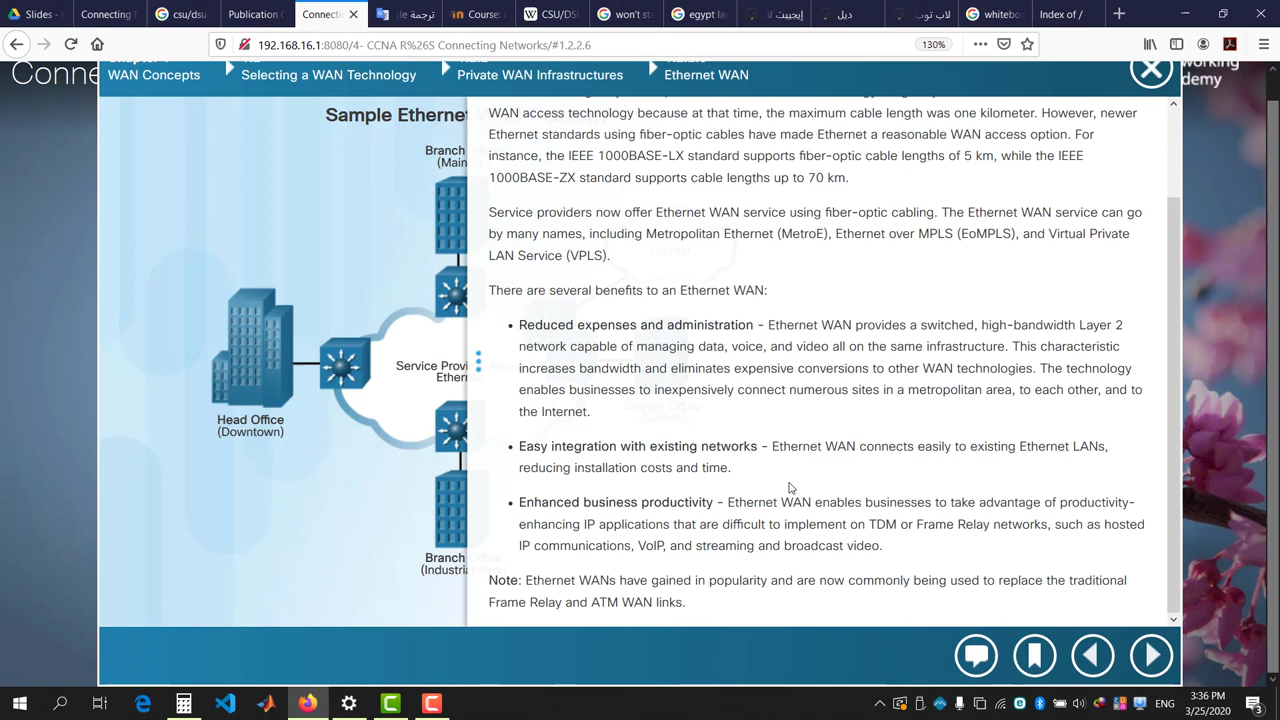 Slides -
Connecting N
csu/dsu
Publication C
Connectin
ترجمة
Course: A
CSU/DSU
won't sta
egypt lap
إيجيبت لا
ديل
لاب توب
whiteboa
Index of /
192.168.16.1:8080/4- CCNA R%26S Connecting Networks/#1.2.2.6
130%
Conne
WAN Concepts
Selecting a WAN Technology
Private WAN Infrastructures
Ethernet WAN
working
demy
Sample Ethernet
WAN access technology because at that time, the maximum cable length was one kilometer. However, newer
Ethernet standards using fiber-optic cables have made Ethernet a reasonable WAN access option. For
instance, the IEEE 1000BASE-LX standard supports fiber-optic cable lengths of 5 km, while the IEEE
1000BASE-ZX standard supports cable lengths up to 70 km.
Service providers now offer Ethernet WAN service using fiber-optic cabling. The Ethernet WAN service can go
by many names, including Metropolitan Ethernet (MetroE), Ethernet over MPLS (EoMPLS), and Virtual Private
LAN Service (VPLS).
There are several benefits to an Ethernet WAN:
• Reduced expenses and administration - Ethernet WAN provides a switched, high-bandwidth Layer 2
network capable of managing data, voice, and video all on the same infrastructure. This characteristic
increases bandwidth and eliminates expensive conversions to other WAN technologies. The technology
enables businesses to inexpensively connect numerous sites in a metropolitan area, to each other, and to
the Internet.
• Easy integration with existing networks - Ethernet WAN connects easily to existing Ethernet LANs,
reducing installation costs and time.
• Enhanced business productivity - Ethernet WAN enables businesses to take advantage of productivity-
enhancing IP applications that are difficult to implement on TDM or Frame Relay networks, such as hosted
IP communications, VoIP, and streaming and broadcast video.
Note: Ethernet WANs have gained in popularity and are now commonly being used to replace the traditional
Frame Relay and ATM WAN links.
Branch
(Main
Service Provi
Ethern
Head Office
(Downtown)
Branch Office
(Industrial Park)
Internet
Branch Office
ENG
3:36 PM
3/25/2020
3